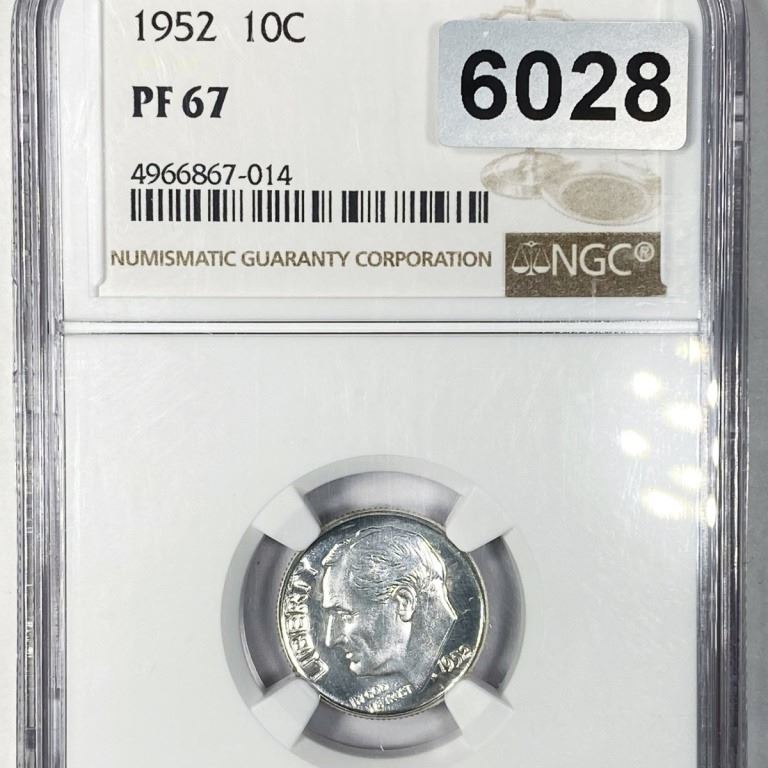 1952 10C
6028
PF 67
4966867-014
NUMISMATIC GUARANTY CORPORATION
NGC®
LIBERTY
1952
IN GOD
WE TRUST